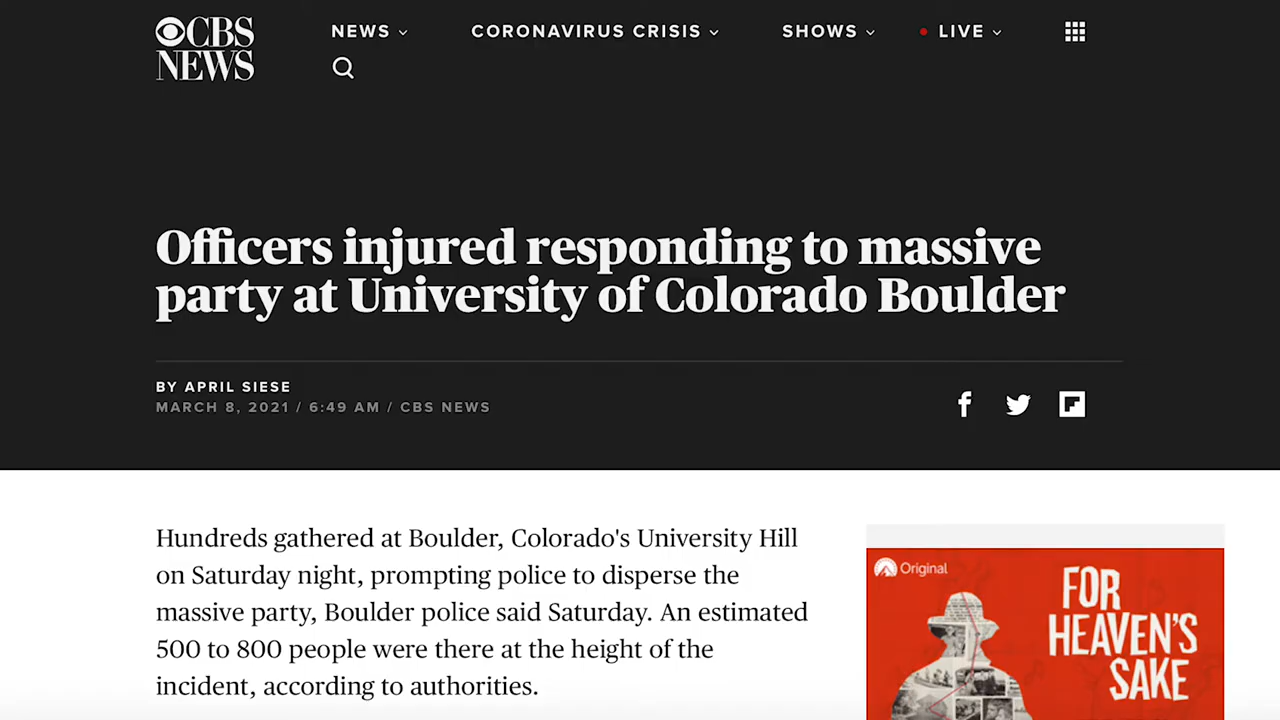 CBS NEWS
NEWS
CORONAVIRUS CRISIS
SHOWS
LIVE
Officers injured responding to massive
party at University of Colorado Boulder
BY APRIL SIESE
MARCH 8, 2021 / 6:49 AM / CBS NEWS
Hundreds gathered at Boulder, Colorado's University Hill
on Saturday night, prompting police to disperse the
massive party, Boulder police said Saturday. An estimated
500 to 800 people were there at the height of the
incident, according to authorities.
Original
FOR
HEAVEN'S
SAKE